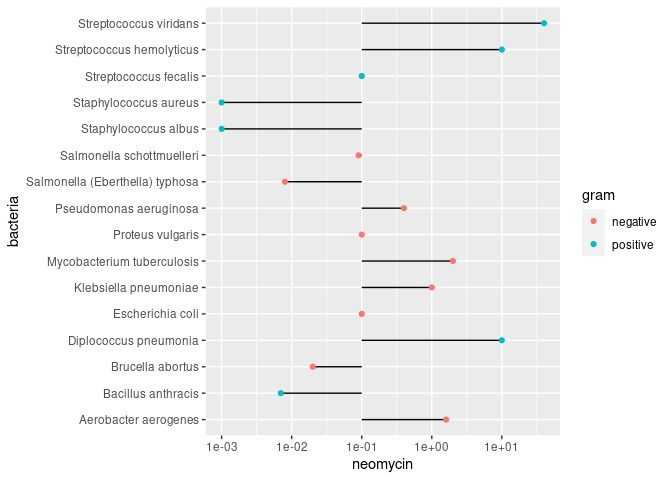 Streptococcus viridans
Streptococcus hemolyticus
Streptococcus fecalis
Staphylococcus aureus
Staphylococcus albus
Salmonella schottmuelleri
Salmonella (Eberthella) typhosa
Pseudomonas aeruginosa
Proteus vulgaris
Mycobacterium tuberculosis
Klebsiella pneumoniae
Escherichia coli
Diplococcus pneumonia
Brucella abortus
Bacillus anthracis
Aerobacter aerogenes
bacteria
1e-03 1e-02 1e-01 1e+00 1e+01
neomycin
gram
negative
positive